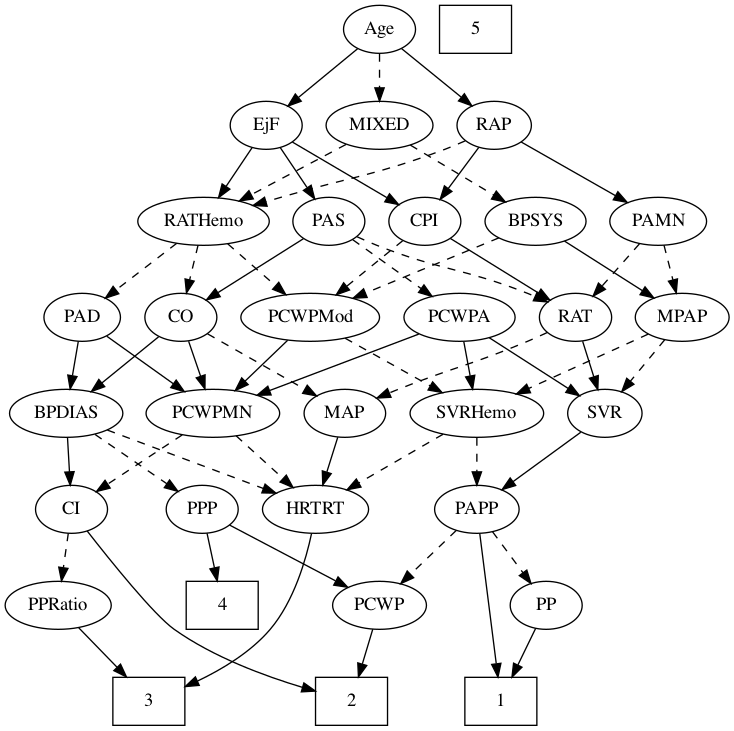 Age
5
EjF
MIXED
RAP
RATHemo
PAS
CPI
BPSYS
PAMN
PAD
CO
PCWPMod
PCWPA
RAT
MPAP
BPDIAS
PCWPMN
MAP
SVRHemo
SVR
CI
PPP
HRTRT
PAPP
PPRatio
4
PCWP
PP
3
2
1